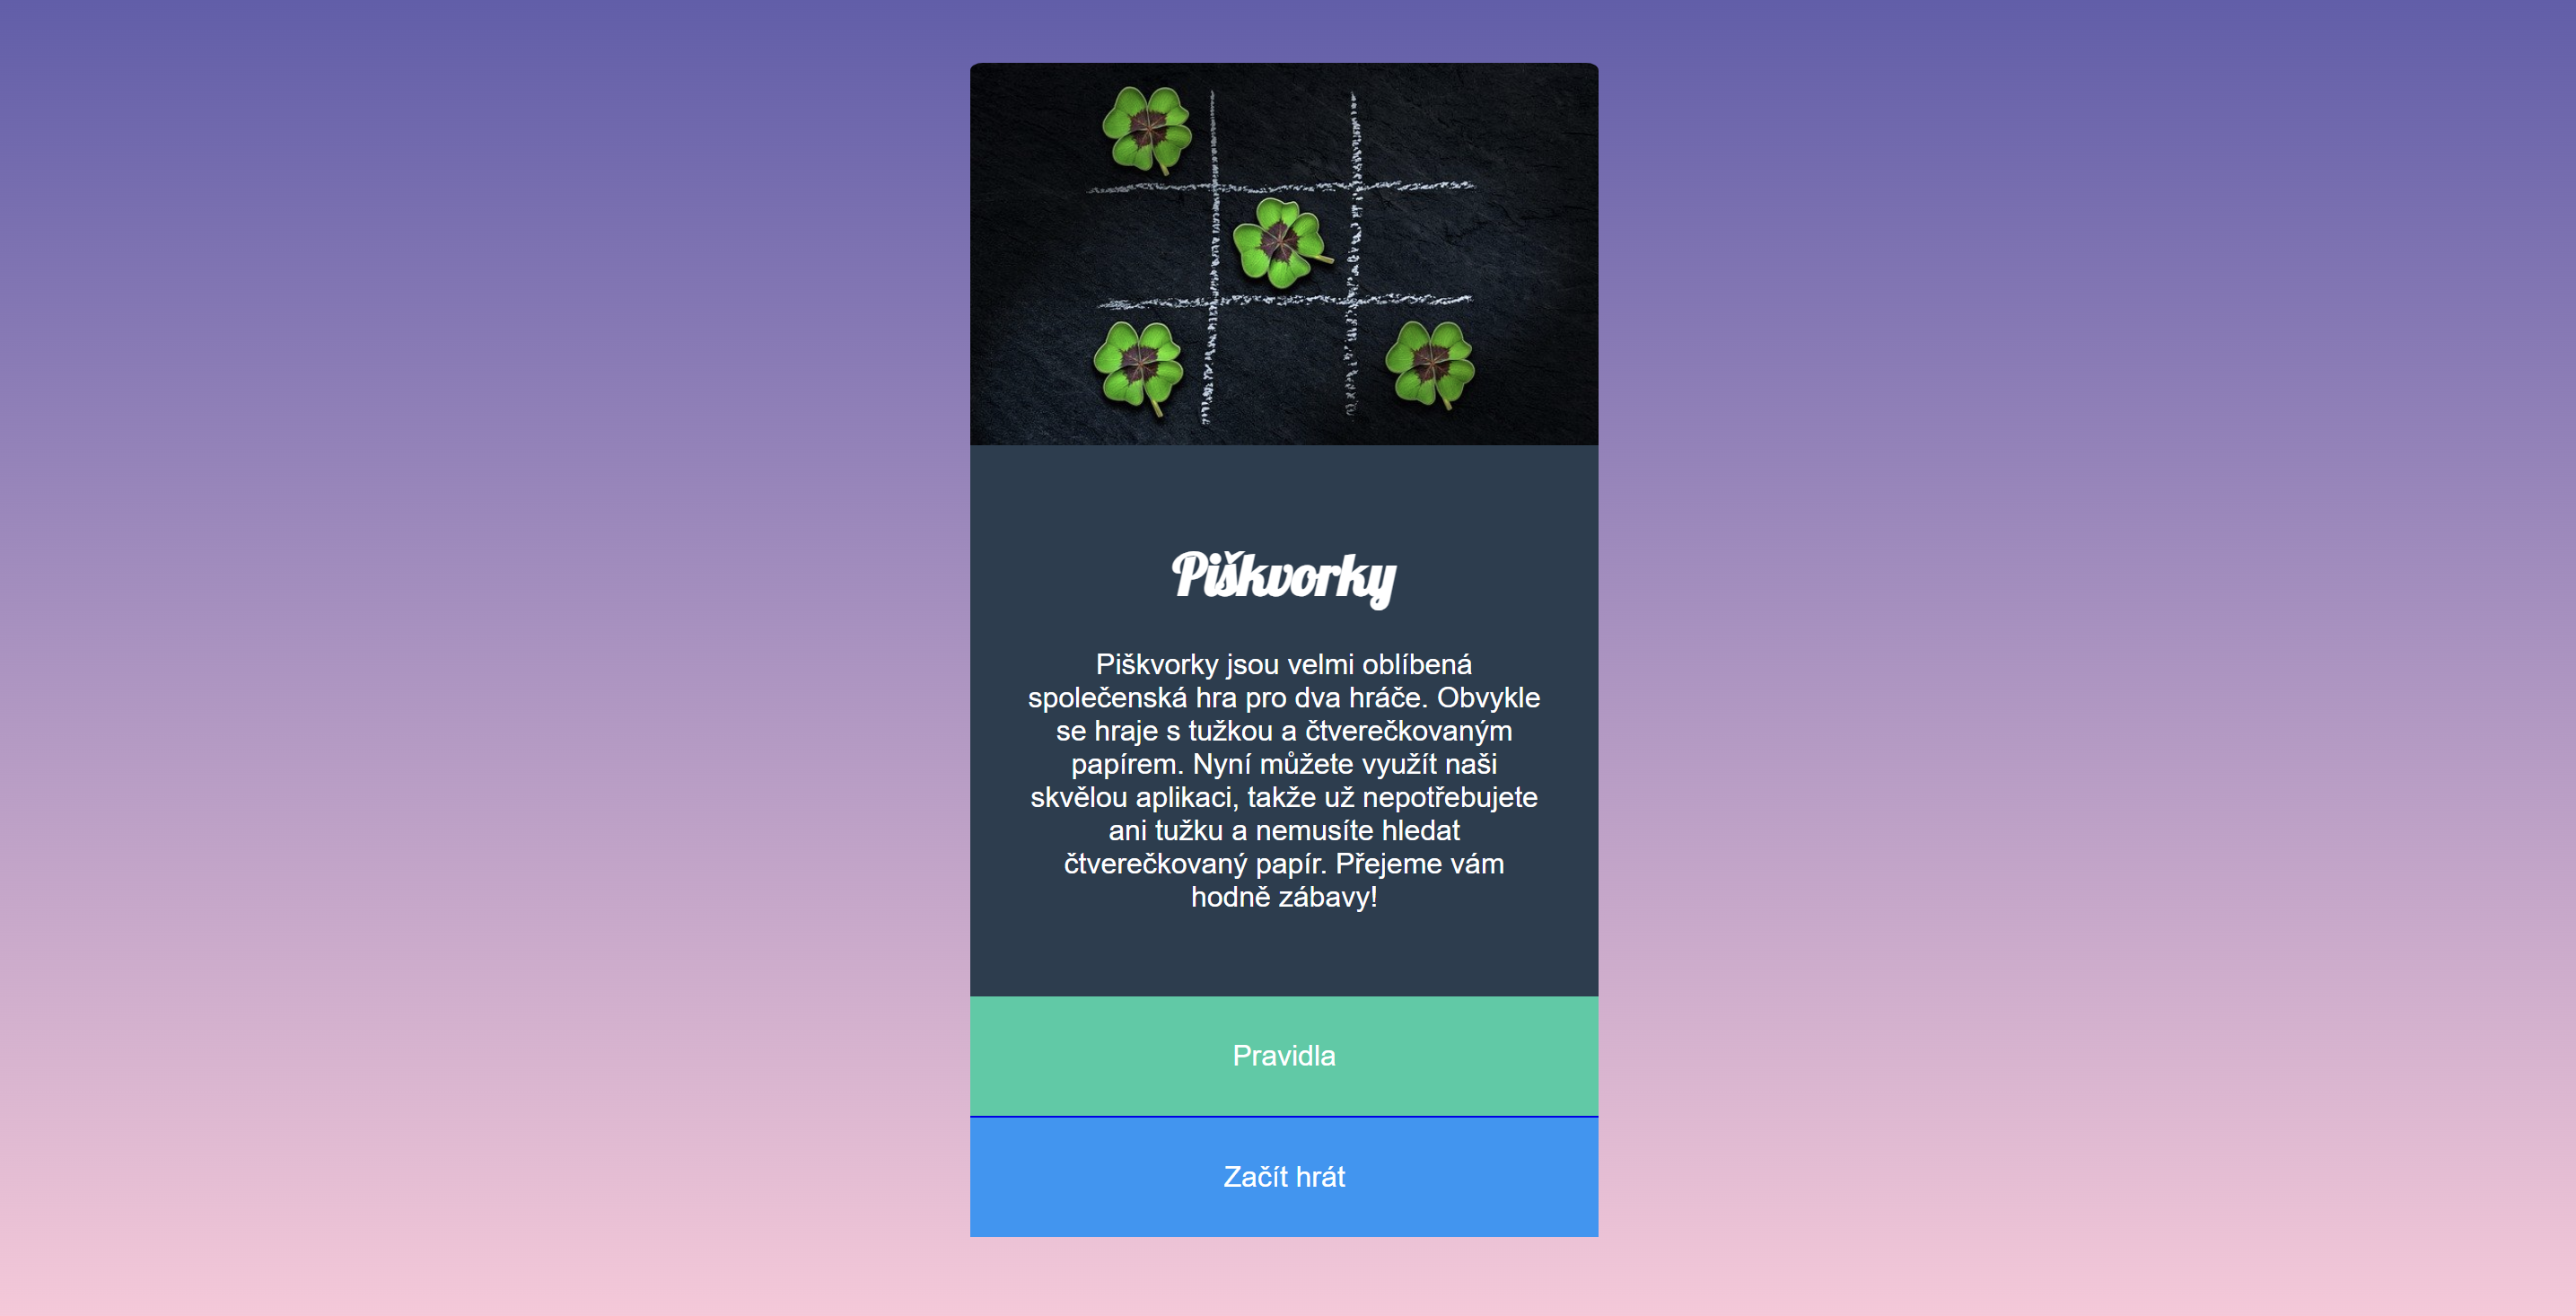 Piškvorky
Piškvorky jsou velmi oblíbená
společenská hra pro dva hráče. Obvykle
se hraje s tužkou a čtverečkovaným
papírem. Nyní můžete využít naši
skvělou aplikaci, takže už nepotřebujete
ani tužku a nemusíte hledat
čtverečkovaný papír. Přejeme vám
hodně zábavy!
Pravidla
Začít hrát